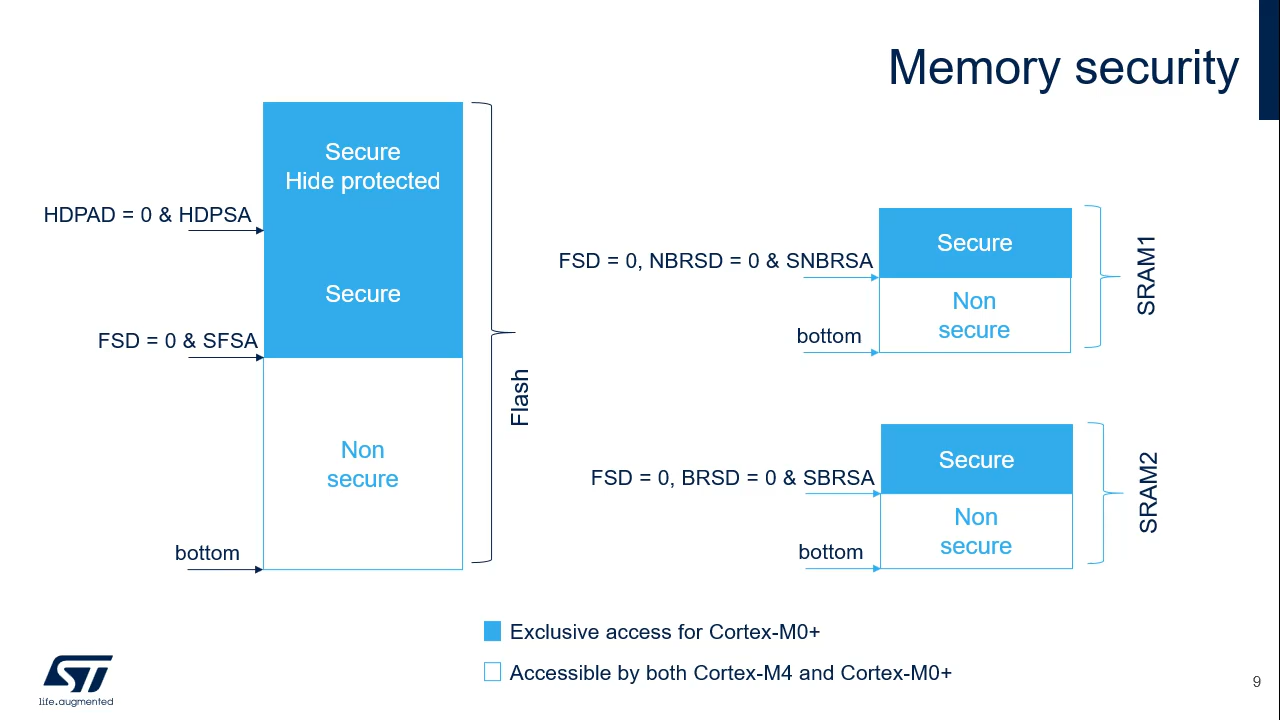 Memory security
Secure
Hide protected
HDPAD = 0 & HDPSA
Secure
FSD = 0 & SFSA
Non
secure
bottom
Flash
FSD = 0, NBRSD = 0 & SNBRSA
Secure
Non
secure
bottom
SRAM1
FSD = 0, BRSD = 0 & SBRSA
Secure
Non
secure
bottom
SRAM2
Exclusive access for Cortex-M0+
Accessible by both Cortex-M4 and Cortex-M0+
ST
life.augmented
9